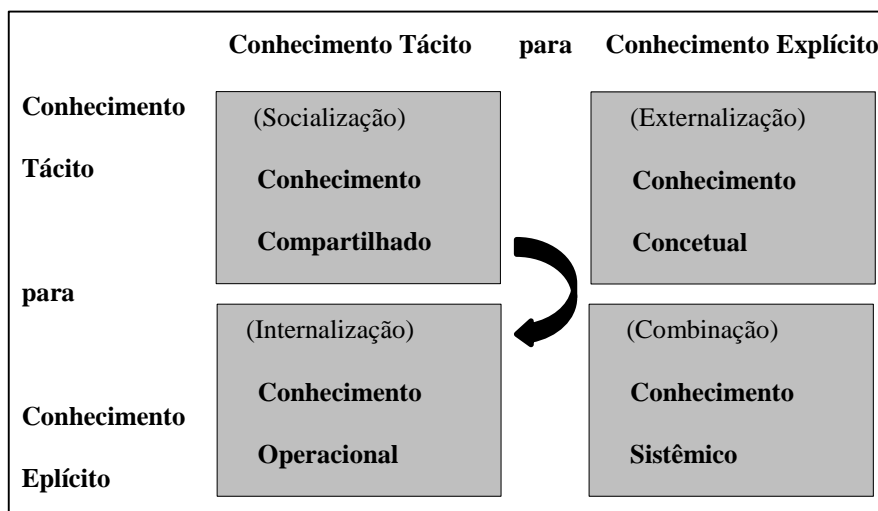 Conhecimento Tácito para Conhecimento Explícito
Conhecimento
Tácito
para
Conhecimento
Eplícito
(Socialização)
Conhecimento
Compartilhado
(Externalização)
Conhecimento
Concetual
(Internalização)
Conhecimento
Operacional
(Combinação)
Conhecimento
Sistêmico